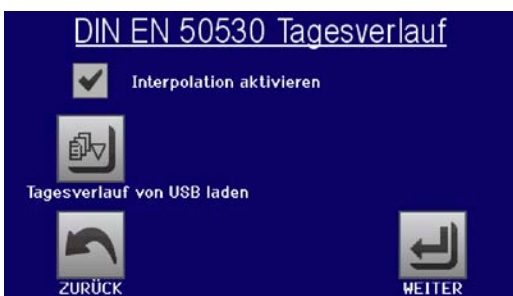 DIN EN 50530 Tagesverlauf
Interpolation aktivieren
Tagesverlauf von USB laden
ZURÜCK
WEITER